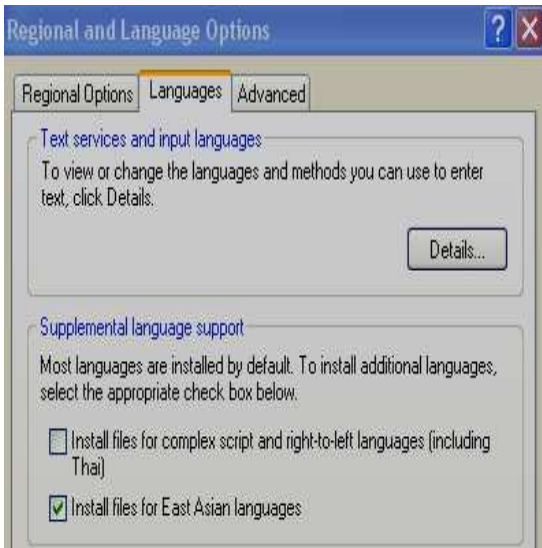 Regional and Language Options
?
Regional Options Languages Advanced
Text services and input languages
To view or change the languages and methods you can use to enter
text, click Details.
Details...
Supplemental language support
Most languages are installed by default. To install additional languages,
select the appropriate check box below.
Install files for complex script and right-to-left languages (including
Thai)
Install files for East Asian languages